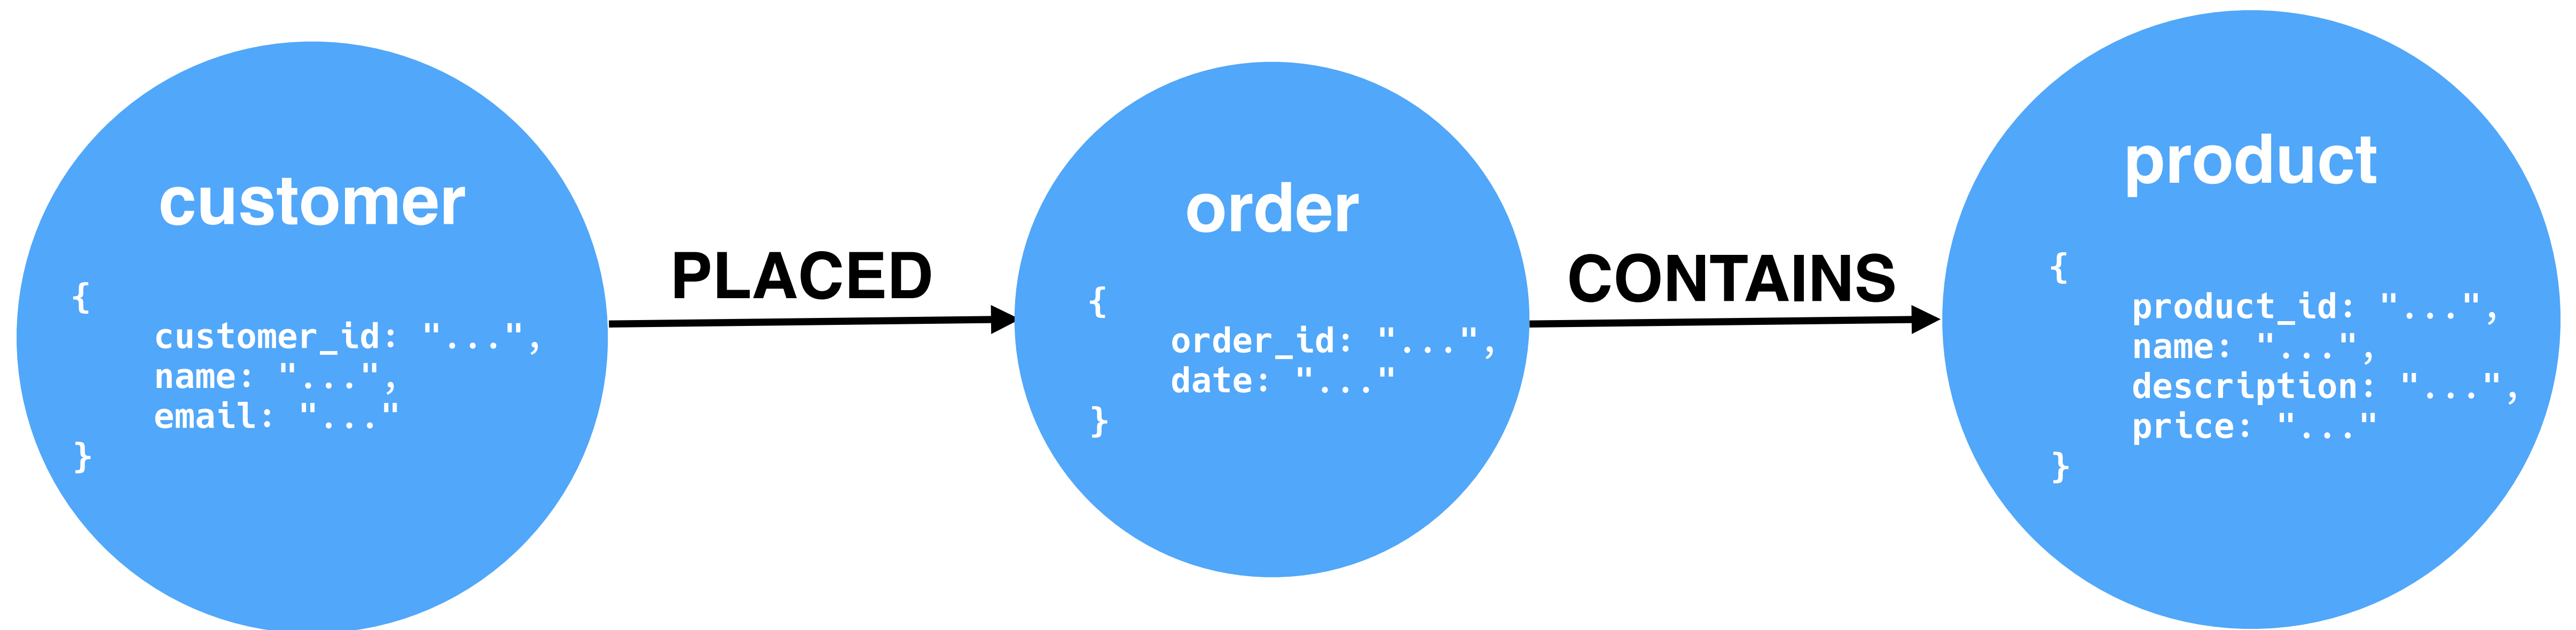 customer
{
customer_id: "...",
name: "...",
email: "..."
}
PLACED
order
{
order_id: "...",
date: "..."
}
CONTAINS
product
{
product_id: "...",
name: "...",
description: "...",
price: "..."
}